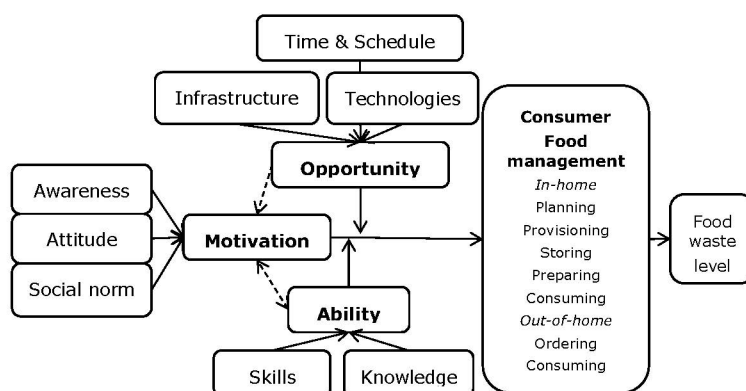 Time & Schedule
Infrastructure
Technologies
Opportunity
Awareness
Attitude
Social norm
Motivation
Ability
Skills
Knowledge
Consumer
Food
management
In-home
Planning
Provisioning
Storing
Preparing
Consuming
Out-of-home
Ordering
Consuming
Food
waste
level